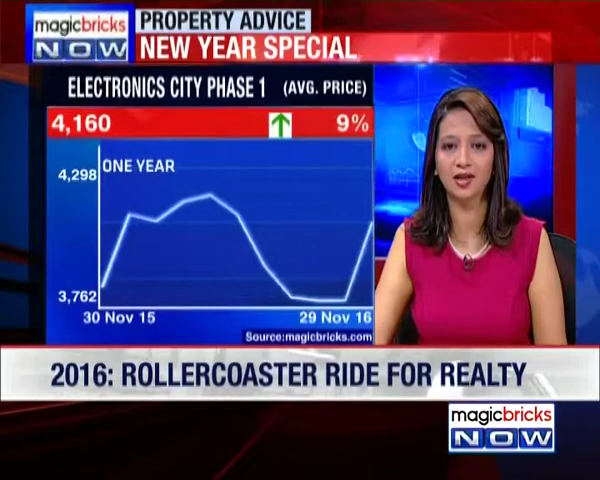 magicbricks
NOW
PROPERTY ADVICE
NEW YEAR SPECIAL
ELECTRONICS CITY PHASE 1 (AVG. PRICE)
4,160 9%
ONE YEAR
4,298
3,762
30 Nov 15 29 Nov 16
Source:magicbricks.com
2016: ROLLERCOASTER RIDE FOR REALTY
magicbricks
NOW